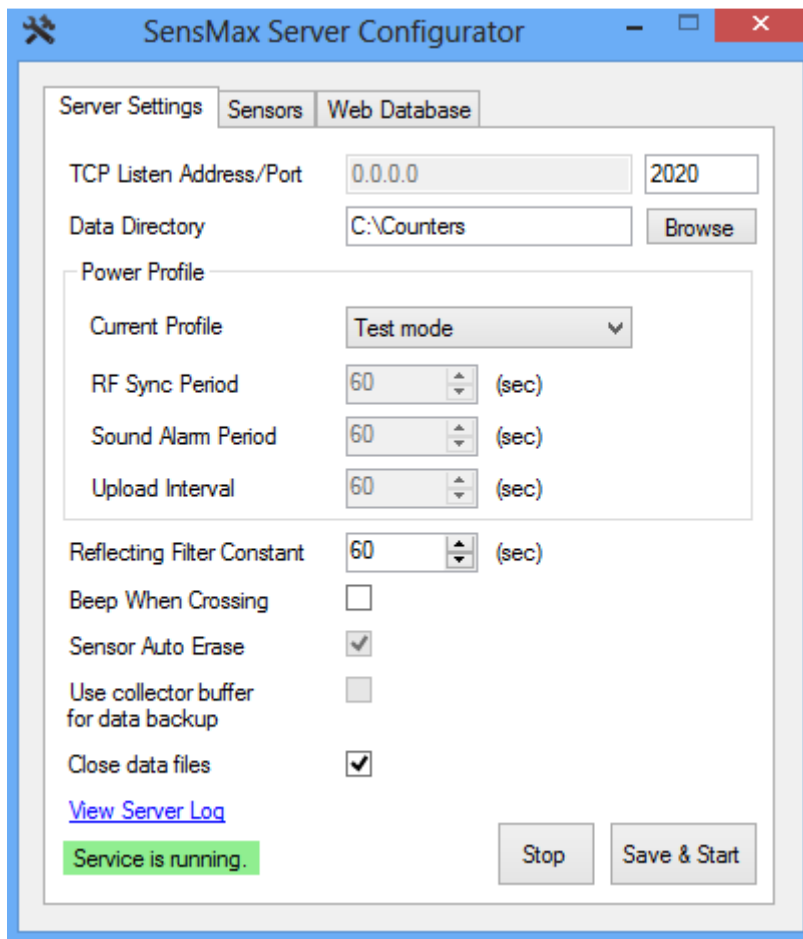 SensMax Server Configurator
Server Settings Sensors Web Database
TCP Listen Address/Port 0.0.0.0 2020
Data Directory C:\Counters Browse
Power Profile
Current Profile Test mode
RF Sync Period 60 (sec)
Sound Alarm Period 60 (sec)
Upload Interval 60 (sec)
Reflecting Filter Constant 60 (sec)
Beep When Crossing
Sensor Auto Erase
Use collector buffer
for data backup
Close data files
View Server Log
Service is running. Stop Save & Start